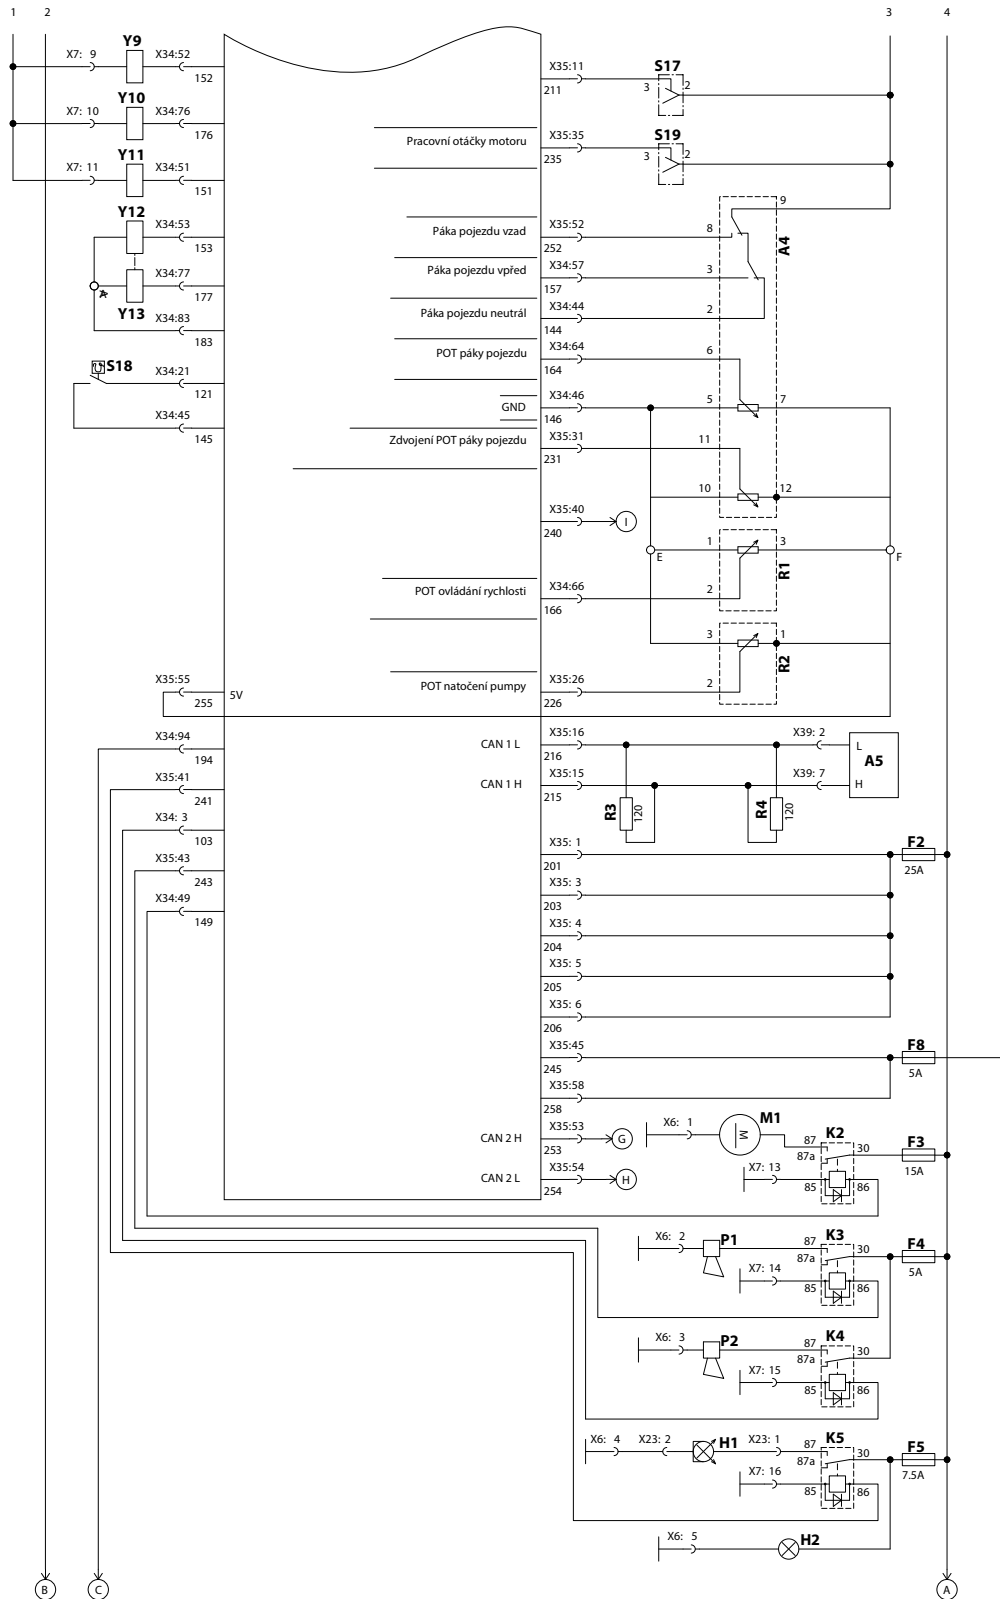 1
2
3
4
X7: 9
Y9
X34:52
152
X7: 10
Y10
X34:76
176
X7: 11
Y11
X34:51
151
Y12
X34:53
153
X34:77
177
Y13
X34:83
183
S18
X34:21
121
X34:45
145
X35:11
211
S17
3
2
Pracovní otáčky motoru
X35:35
235
S19
3
2
9
Páka pojezdu vzad
X35:52
252
8
A4
Páka pojezdu vpřed
X34:57
157
3
Páka pojezdu neutrál
X34:44
144
2
POT páky pojezdu
X34:64
164
6
GND
X34:46
146
5
7
Zdvojení POT páky pojezdu
X35:31
231
11
10
12
X35:40
240
I
1
3
E
F
R1
POT ovládání rychlosti
X34:66
166
2
3
1
R2
POT natočení pumpy
X35:26
226
2
X35:55
255
5V
X34:94
194
X35:41
241
X34: 3
103
X35:43
243
X34:49
149
CAN 1 L
X35:16
216
X39: 2
L
A5
CAN 1 H
X35:15
215
X39: 7
H
R3
120
R4
120
X35: 1
201
F2
25A
X35: 3
203
X35: 4
204
X35: 5
205
X35: 6
206
X35:45
245
F8
5A
X35:58
258
CAN 2 H
X35:53
253
G
CAN 2 L
X35:54
254
H
X6: 1
M1
M
87
87a
K2
30
F3
15A
X7: 13
85
86
X6: 2
P1
87
87a
K3
30
F4
5A
X7: 14
85
86
X6: 3
P2
87
87a
K4
30
X7: 15
85
86
X6: 4
X23: 2
H1
X23: 1
87
87a
K5
30
F5
7.5A
X7: 16
85
86
X6: 5
H2
B
C
A